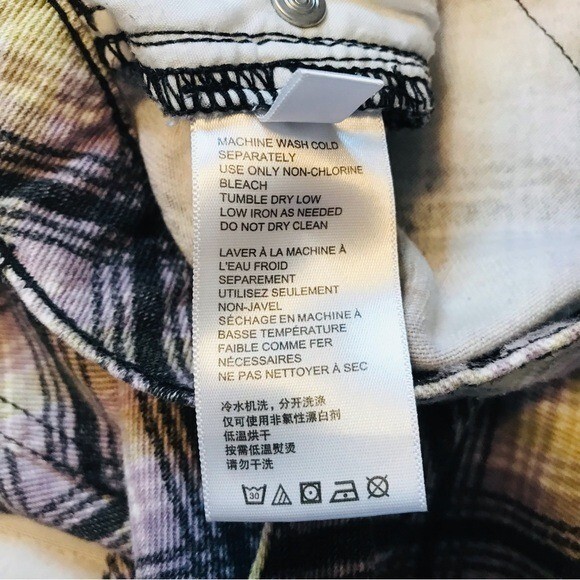 MACHINE WASH COLD
SEPARATELY
USE ONLY NON-CHLORINE
BLEACH
TUMBLE DRY LOW
LOW IRON AS NEEDED
DO NOT DRY CLEAN
LAVER À LA MACHINE À
L'EAU FROID
SEPAREMENT
UTILISEZ SEULEMENT
NON-JAVEL
SÉCHAGE EN MACHINE À
BASSE TEMPÉRATURE
FAIBLE COMME FER
NÉCESSAIRES
NE PAS NETTOYER À SEC
冷水机洗，分开洗涤
仅可使用非氯性漂白剂
低温烘干
按需低温熨烫
请勿干洗
30